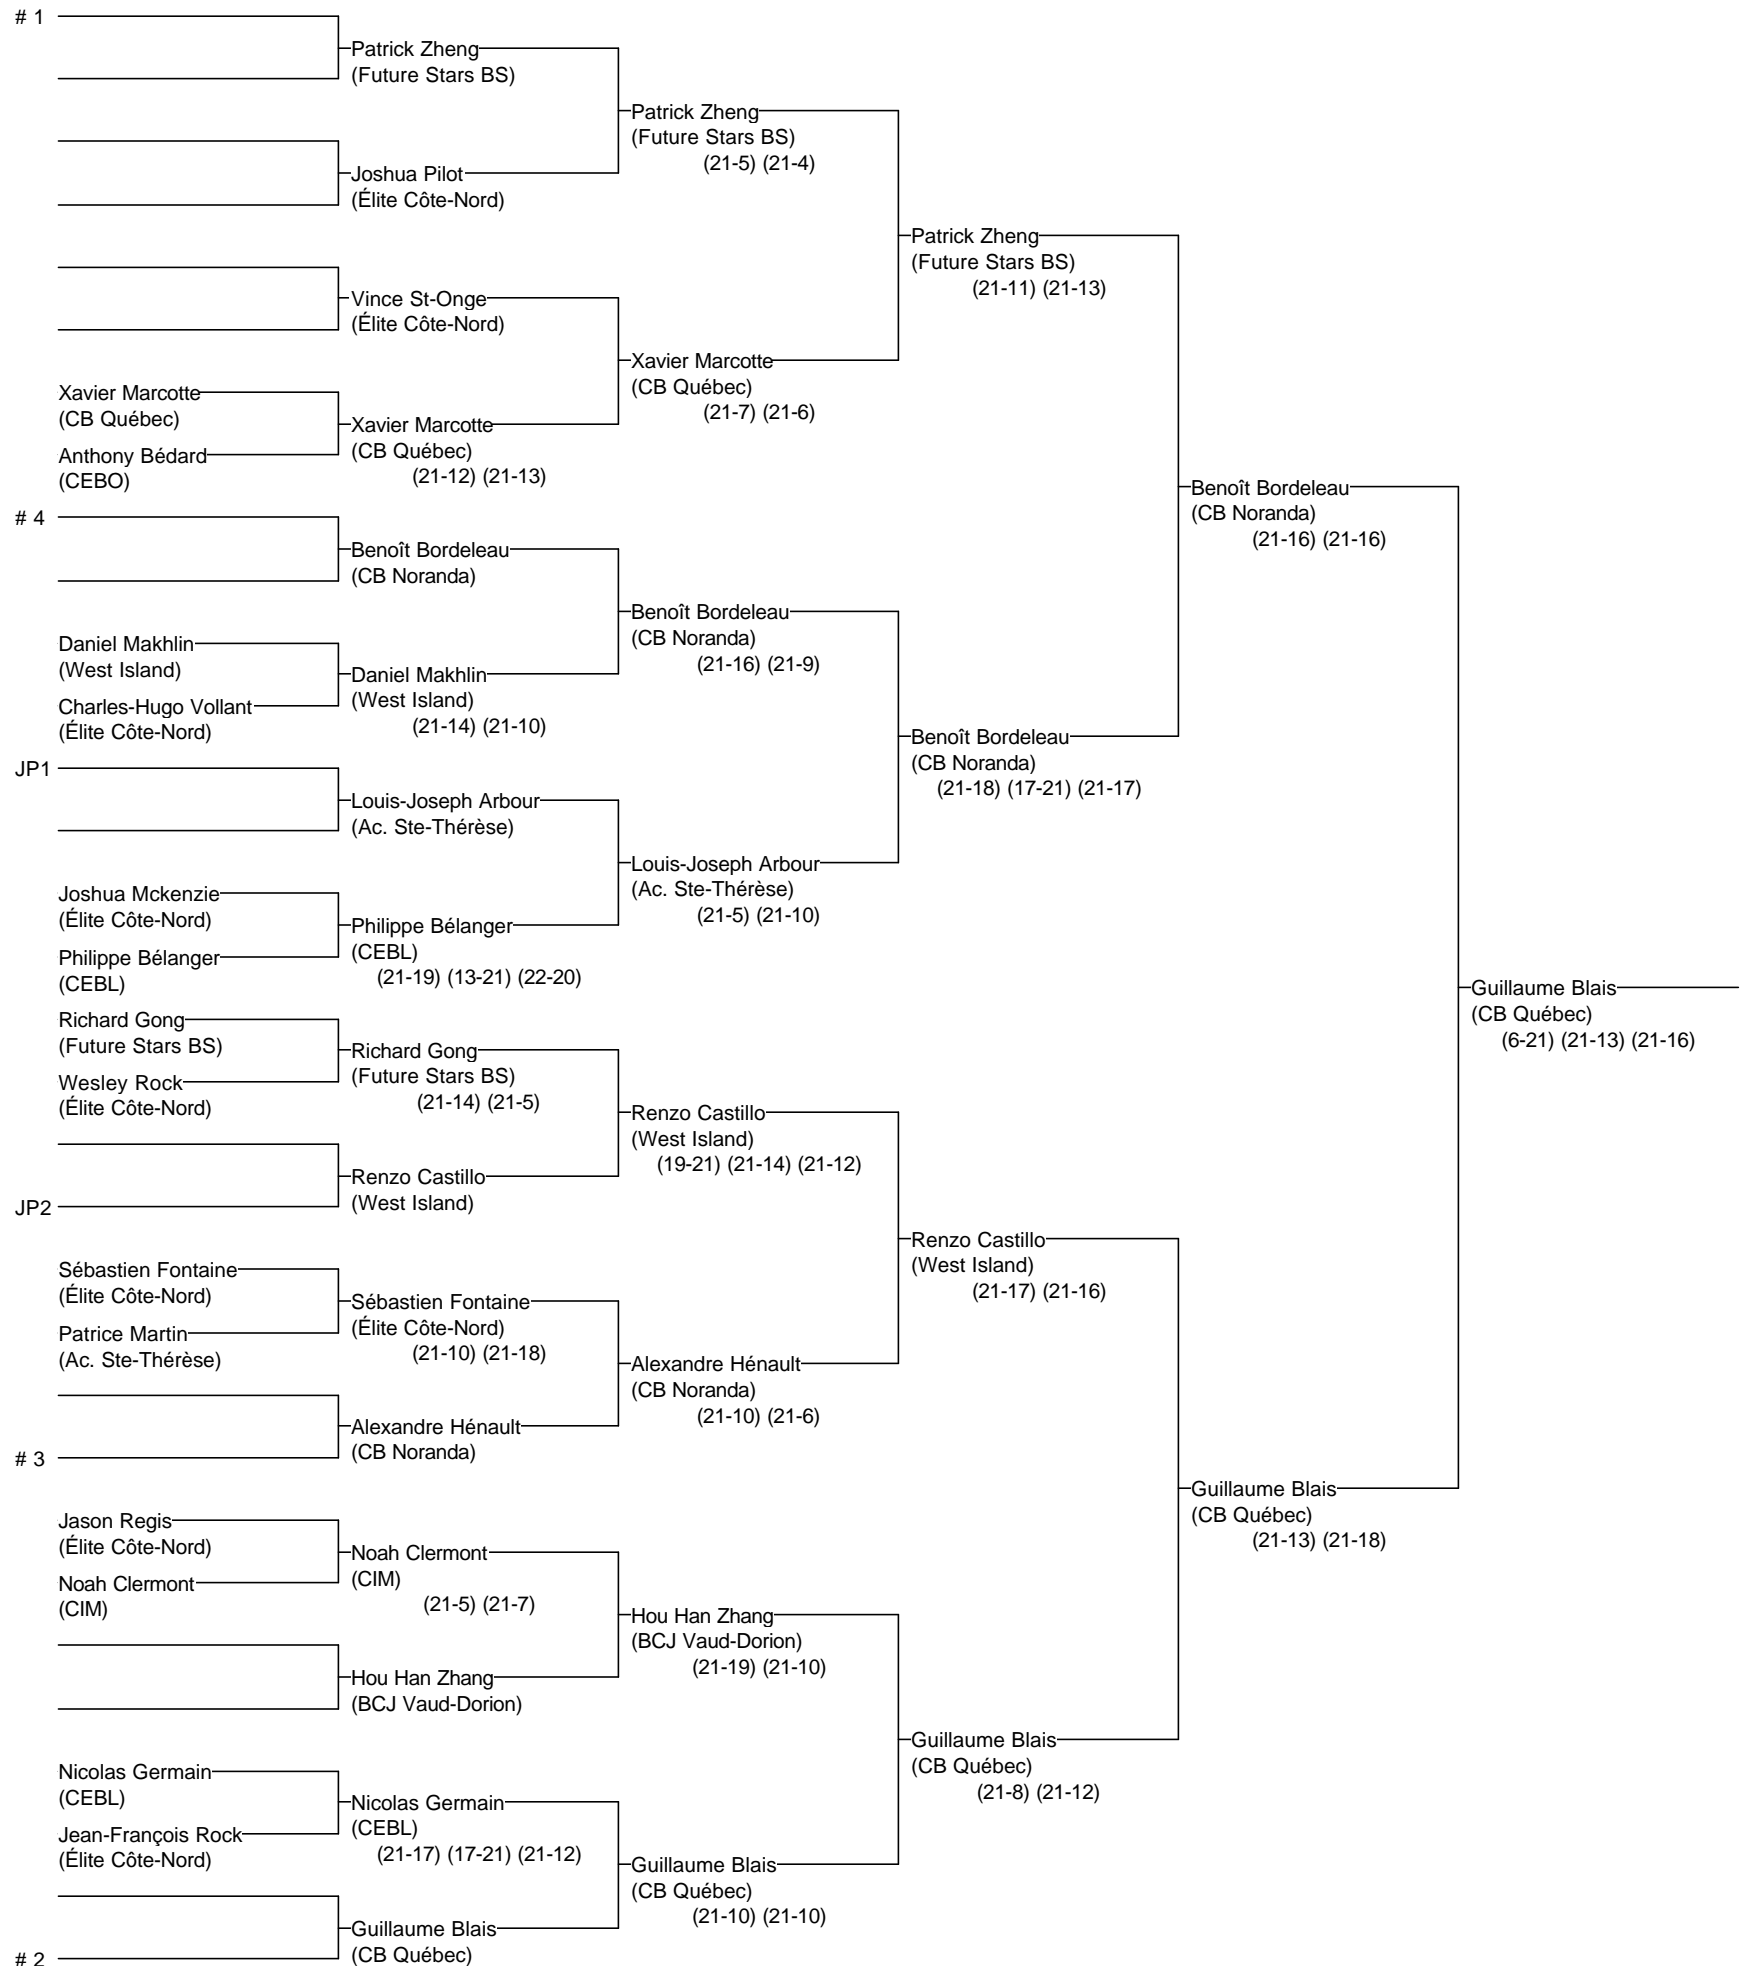 # 1
Patrick Zheng
(Future Stars BS)
Patrick Zheng
(Future Stars BS)
(21-5) (21-4)
Joshua Pilot
(Élite Côte-Nord)
Patrick Zheng
(Future Stars BS)
(21-11) (21-13)
Vince St-Onge
(Élite Côte-Nord)
Xavier Marcotte
(CB Québec)
(21-7) (21-6)
Xavier Marcotte
(CB Québec)
Anthony Bédard
(CEBO)
Xavier Marcotte
(CB Québec)
(21-12) (21-13)
Benoît Bordeleau
(CB Noranda)
(21-16) (21-16)
# 4
Benoît Bordeleau
(CB Noranda)
Benoît Bordeleau
(CB Noranda)
(21-16) (21-9)
Daniel Makhlin
(West Island)
Charles-Hugo Vollant
(Élite Côte-Nord)
Daniel Makhlin
(West Island)
(21-14) (21-10)
Benoît Bordeleau
(CB Noranda)
(21-18) (17-21) (21-17)
JP1
Louis-Joseph Arbour
(Ac. Ste-Thérèse)
Louis-Joseph Arbour
(Ac. Ste-Thérèse)
(21-5) (21-10)
Joshua Mckenzie
(Élite Côte-Nord)
Philippe Bélanger
(CEBL)
Philippe Bélanger
(CEBL)
(21-19) (13-21) (22-20)
Guillaume Blais
(CB Québec)
(6-21) (21-13) (21-16)
Richard Gong
(Future Stars BS)
Wesley Rock
(Élite Côte-Nord)
Richard Gong
(Future Stars BS)
(21-14) (21-5)
Renzo Castillo
(West Island)
(19-21) (21-14) (21-12)
Renzo Castillo
(West Island)
JP2
Renzo Castillo
(West Island)
(21-17) (21-16)
Sébastien Fontaine
(Élite Côte-Nord)
Patrice Martin
(Ac. Ste-Thérèse)
Sébastien Fontaine
(Élite Côte-Nord)
(21-10) (21-18)
Alexandre Hénault
(CB Noranda)
(21-10) (21-6)
Alexandre Hénault
(CB Noranda)
# 3
Guillaume Blais
(CB Québec)
(21-13) (21-18)
Jason Regis
(Élite Côte-Nord)
Noah Clermont
(CIM)
Noah Clermont
(CIM)
(21-5) (21-7)
Hou Han Zhang
(BCJ Vaud-Dorion)
(21-19) (21-10)
Hou Han Zhang
(BCJ Vaud-Dorion)
Guillaume Blais
(CB Québec)
(21-8) (21-12)
Nicolas Germain
(CEBL)
Jean-François Rock
(Élite Côte-Nord)
Nicolas Germain
(CEBL)
(21-17) (17-21) (21-12)
Guillaume Blais
(CB Québec)
(21-10) (21-10)
Guillaume Blais
(CB Québec)
# 2